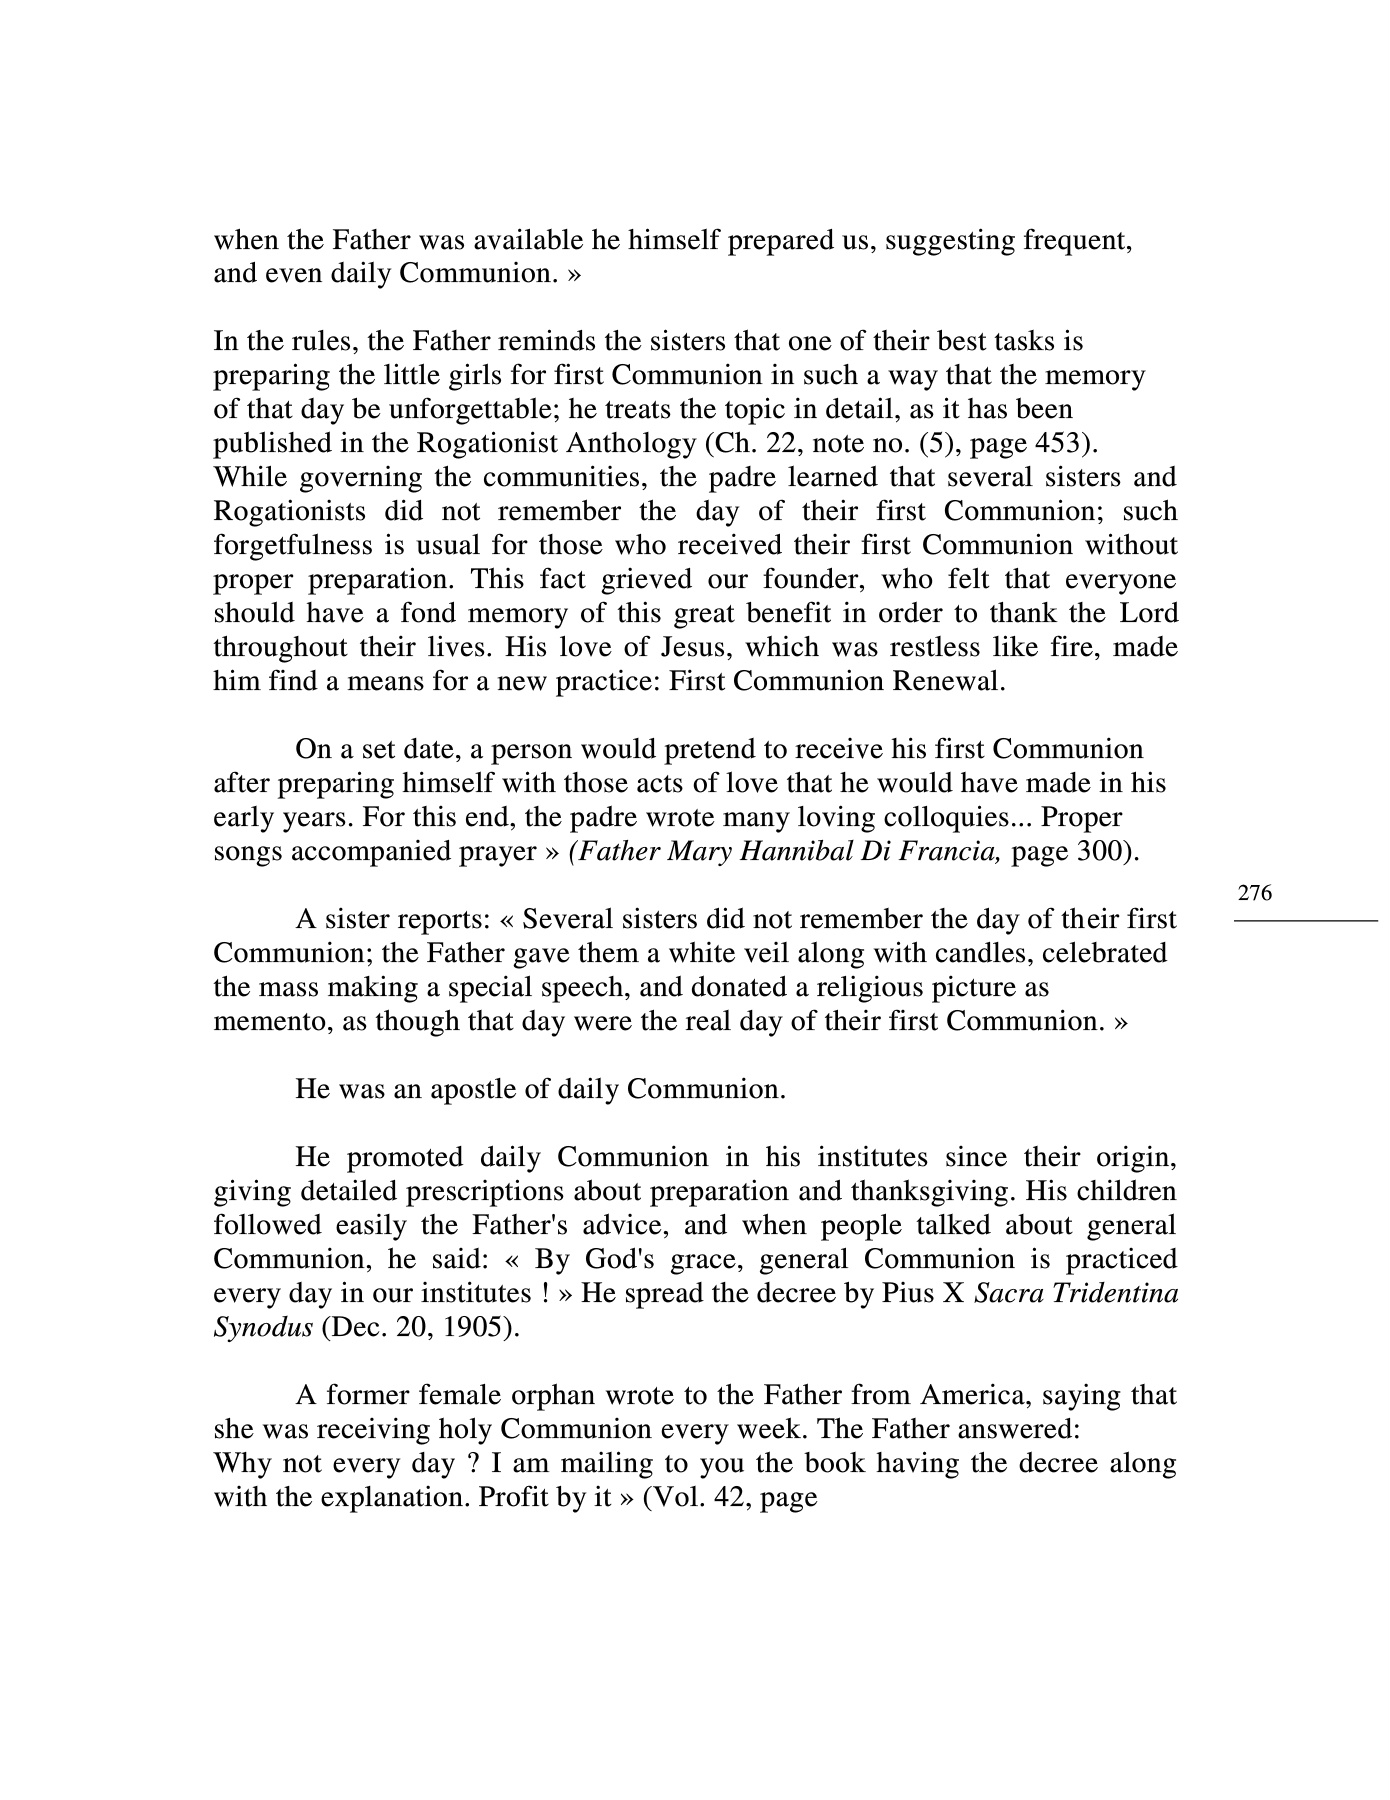 when the Father was available he himself prepared us, suggesting frequent,
and even daily Communion. »
In the rules, the Father reminds the sisters that one of their best tasks is
preparing the little girls for first Communion in such a way that the memory
of that day be unforgettable; he treats the topic in detail, as it has been
published in the Rogationist Anthology (Ch. 22, note no. (5), page 453).
While governing the communities, the padre learned that several sisters and
Rogationists did not remember the day of their first Communion; such
forgetfulness is usual for those who received their first Communion without
proper preparation. This fact grieved our founder, who felt that everyone
should have a fond memory of this great benefit in order to thank the Lord
throughout their lives. His love of Jesus, which was restless like fire, made
him find a means for a new practice: First Communion Renewal.
On a set date, a person would pretend to receive his first Communion
after preparing himself with those acts of love that he would have made in his
early years. For this end, the padre wrote many loving colloquies... Proper
songs accompanied prayer » (Father Mary Hannibal Di Francia, page 300).
276
A sister reports: « Several sisters did not remember the day of their first
Communion; the Father gave them a white veil along with candles, celebrated
the mass making a special speech, and donated a religious picture as
memento, as though that day were the real day of their first Communion. »
He was an apostle of daily Communion.
He promoted daily Communion in his institutes since their origin,
giving detailed prescriptions about preparation and thanksgiving. His children
followed easily the Father's advice, and when people talked about general
Communion, he said: « By God's grace, general Communion is practiced
every day in our institutes ! » He spread the decree by Pius X Sacra Tridentina
Synodus (Dec. 20, 1905).
A former female orphan wrote to the Father from America, saying that
she was receiving holy Communion every week. The Father answered:
Why not every day ? I am mailing to you the book having the decree along
with the explanation. Profit by it » (Vol. 42, page